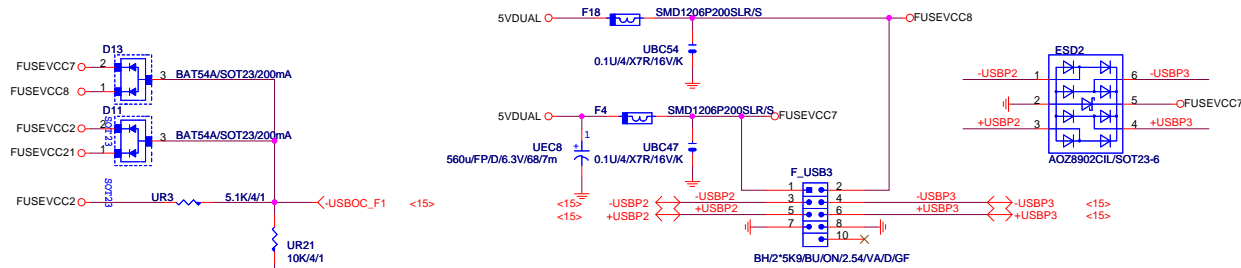 5VDUAL F18 SMD1206P200SLR/S FUSEVCC8
UBC54
0.1U/4/X7R/16V/K
D13
FUSEVCC7 2
3 BAT54A/SOT23/200mA
FUSEVCC8 1
D11
FUSEVCC2 2
SOT23
3 BAT54A/SOT23/200mA
FUSEVCC21 1
FUSEVCC2 SOT23 UR3 5.1K/4/1
-USBOC_F1 <15>
UR21
10K/4/1
5VDUAL F4 SMD1206P200SLR/S FUSEVCC7
1
+
UEC8
560u/FP/D/6.3V/68/7m
UBC47
0.1U/4/X7R/16V/K
F_USB3
1 2
<15> -USBP2 -USBP2 3 4 -USBP3 -USBP3 <15>
<15> +USBP2 +USBP2 5 6 +USBP3 +USBP3 <15>
7 8
10
BH/2*5K9/BU/ON/2.54/VA/D/GF
ESD2
-USBP2 1 6 -USBP3
2 5 FUSEVCC7
+USBP2 3 4 +USBP3
AOZ8902CIL/SOT23-6